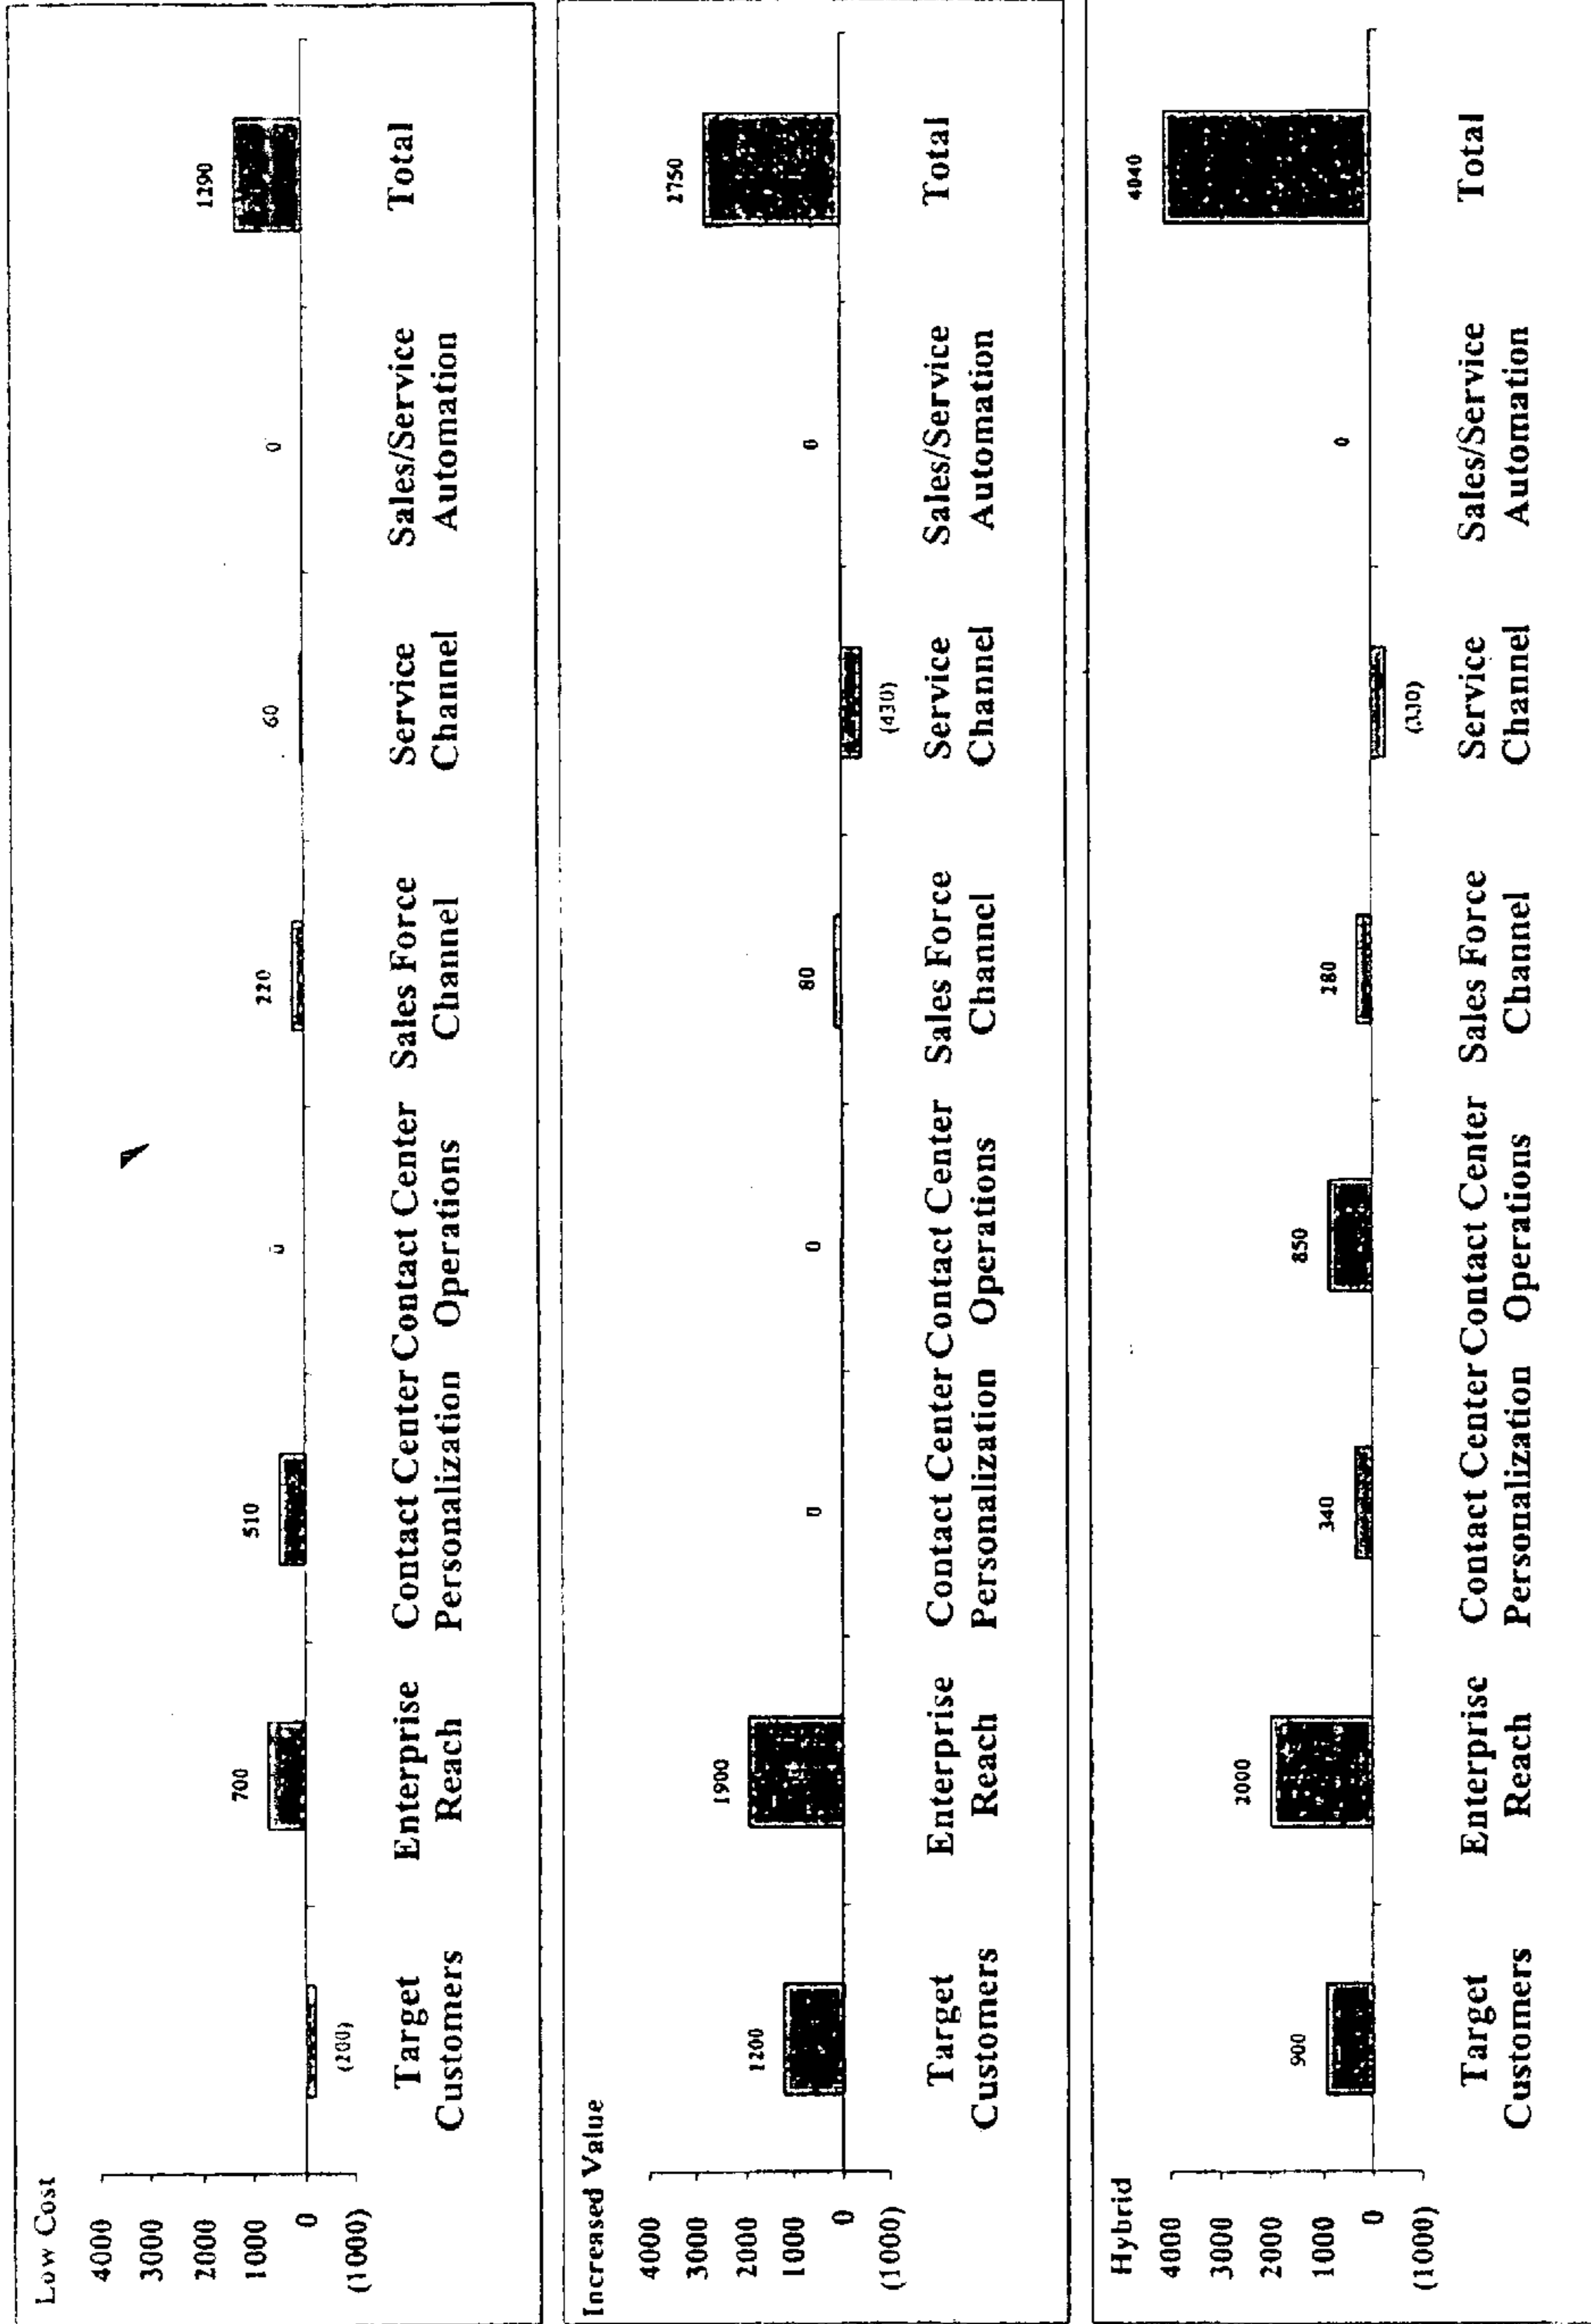 Low Cost
4000
3000
2000
1000
0
(1000)
(200)
700
510
0
220
60
0
1290
Target Customers
Enterprise Reach
Contact Center Personalization
Contact Center Operations
Sales Force Channel
Service Channel
Sales/Service Automation
Total
Increased Value
4000
3000
2000
1000
0
(1000)
1200
1900
0
0
80
(430)
0
2750
Target Customers
Enterprise Reach
Contact Center Personalization
Contact Center Operations
Sales Force Channel
Service Channel
Sales/Service Automation
Total
Hybrid
4000
3000
2000
1000
0
(1000)
900
2000
340
850
280
(330)
0
4040
Target Customers
Enterprise Reach
Contact Center Personalization
Contact Center Operations
Sales Force Channel
Service Channel
Sales/Service Automation
Total